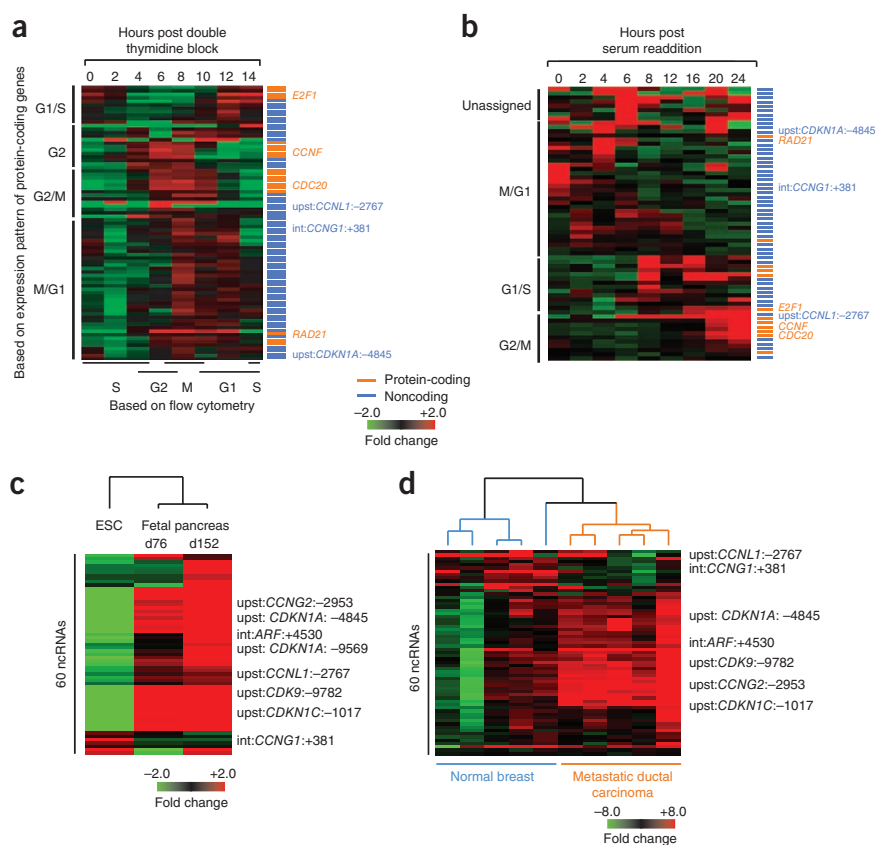 a
Hours post double
thymidine block
0 2 4 6 8 10 12 14
Based on expression pattern of protein-coding genes
G1/S
G2
G2/M
M/G1
E2F1
CCNF
CDC20
upst:CCNL1:−2767
int:CCNG1:+381
RAD21
upst:CDKN1A:−4845
S G2 M G1 S
Based on flow cytometry
Protein-coding
Noncoding
−2.0 +2.0
Fold change
b
Hours post
serum readdition
0 2 4 6 8 12 16 20 24
Unassigned
M/G1
G1/S
G2/M
upst:CDKN1A:−4845
RAD21
int:CCNG1:+381
E2F1
upst:CCNL1:−2767
CCNF
CDC20
c
ESC Fetal pancreas
d76 d152
60 ncRNAs
upst:CCNG2:−2953
upst: CDKN1A: −4845
int:ARF:+4530
upst: CDKN1A:−9569
upst:CCNL1:−2767
upst:CDK9:−9782
upst:CDKN1C:−1017
int:CCNG1:+381
−2.0 +2.0
Fold change
d
60 ncRNAs
upst:CCNL1:−2767
int:CCNG1:+381
upst: CDKN1A: −4845
int:ARF:+4530
upst:CDK9:−9782
upst:CCNG2:−2953
upst:CDKN1C:−1017
Normal breast Metastatic ductal
carcinoma
−8.0 +8.0
Fold change